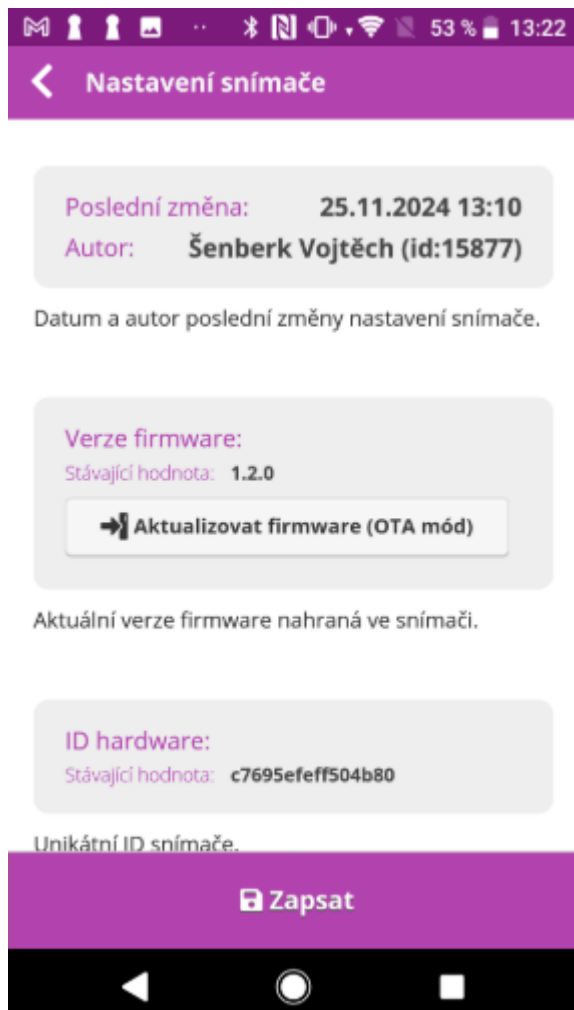 53 % 13:22
Nastavení snímače
Poslední změna: 25.11.2024 13:10
Autor: Šenberk Vojtěch (id:15877)
Datum a autor poslední změny nastavení snímače.
Verze firmware:
Stávající hodnota: 1.2.0
Aktualizovat firmware (OTA mód)
Aktuální verze firmware nahraná ve snímači.
ID hardware:
Stávající hodnota: c7695efeff504b80
Unikátní ID snímače.
Zapsat